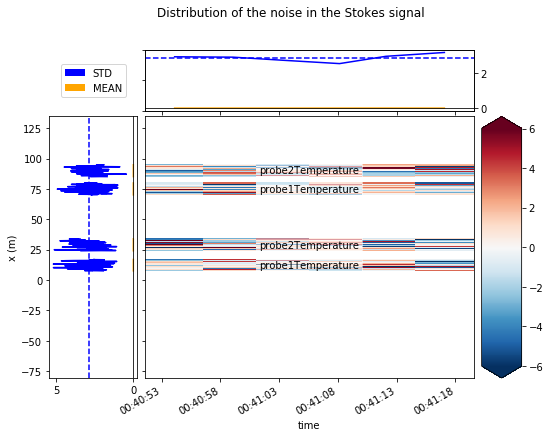 Distribution of the noise in the Stokes signal
STD
MEAN
2
0
125
100
75
50
25
0
−25
−50
−75
x (m)
5
0
probe2Temperature
probe1Temperature
probe2Temperature
probe1Temperature
00:40:53
00:40:58
00:41:03
00:41:08
00:41:13
00:41:18
time
6
4
2
0
−2
−4
−6